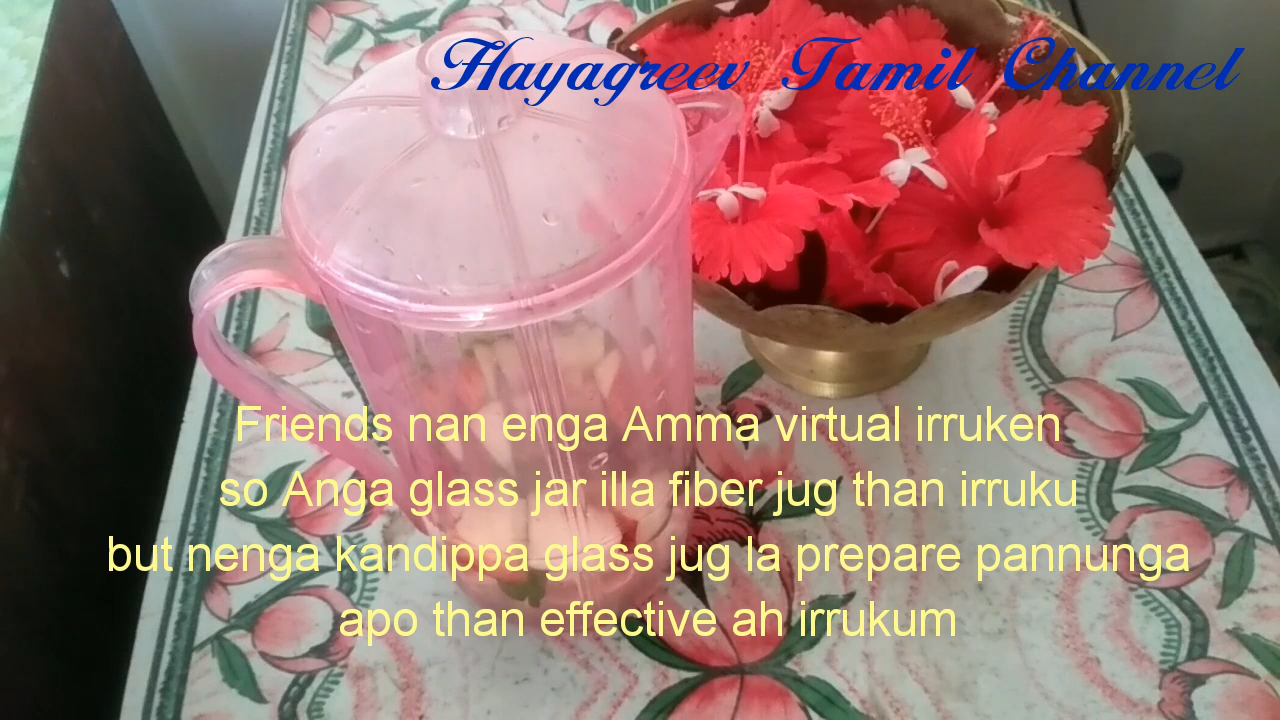 Hayagreev Tamil Channel
Friends nan enga Amma virtual irruken
so Anga glass jar illa fiber jug than irruku
but nenga kandippa glass jug la prepare pannunga
apo than effective ah irrukum